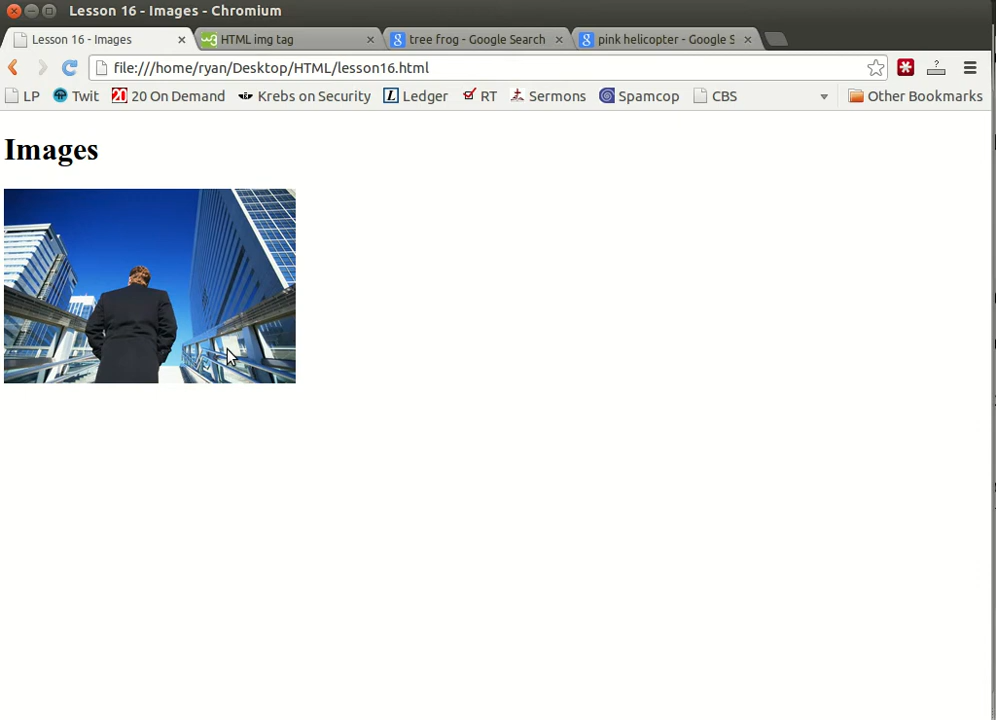 Lesson 16 - Images - Chromium
Lesson 16 - Images
HTML img tag
tree frog - Google Search
pink helicopter - Google S
file:///home/ryan/Desktop/HTML/lesson16.html
LP Twit 20 On Demand Krebs on Security Ledger RT Sermons Spamcop CBS Other Bookmarks
Images